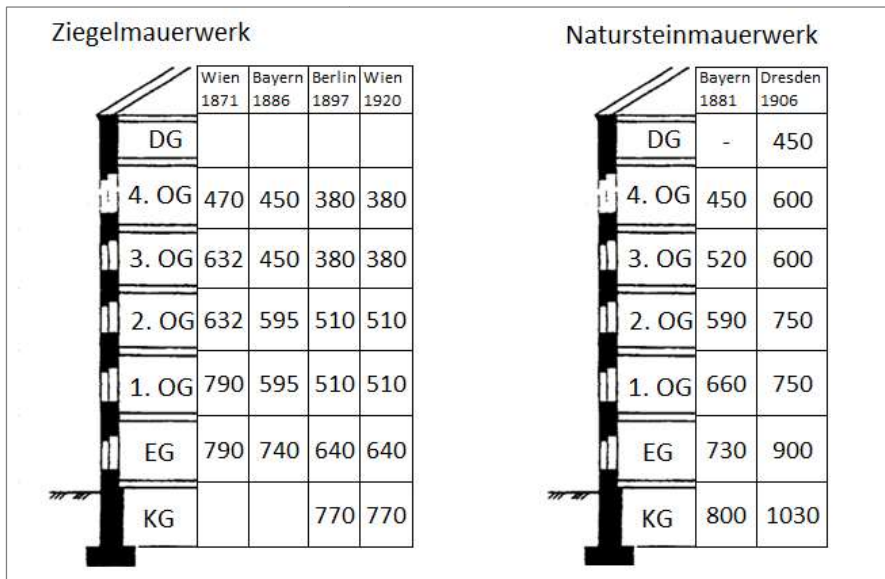 Ziegelmauerwerk
Wien Bayern Berlin Wien
1871 1886 1897 1920
DG
4. OG 470 450 380 380
3. OG 632 450 380 380
2. OG 632 595 510 510
1. OG 790 595 510 510
EG 790 740 640 640
KG 770 770
Natursteinmauerwerk
Bayern Dresden
1881 1906
DG - 450
4. OG 450 600
3. OG 520 600
2. OG 590 750
1. OG 660 750
EG 730 900
KG 800 1030